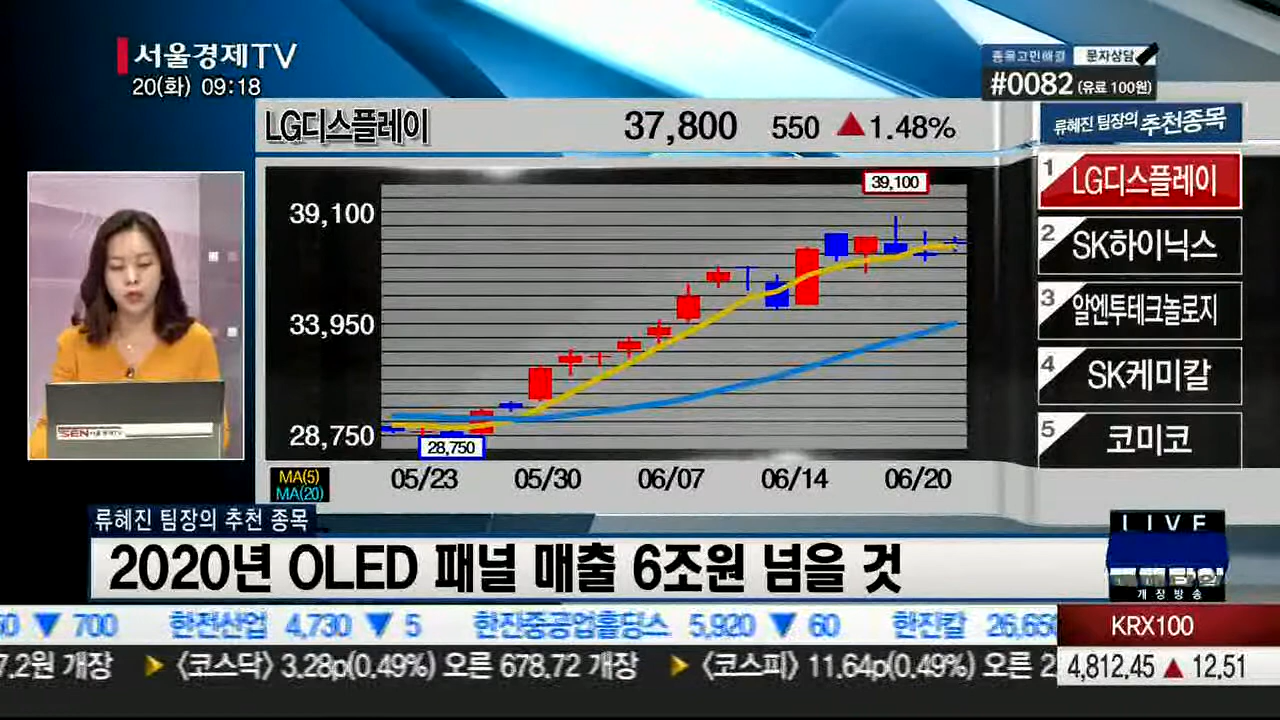 서울경제TV
20(화) 09:18
종목고민해결 문자상담
#0082 (유료 100원)
LG디스플레이 37,800 550 ▲1.48%
류혜진 팀장의 추천종목
1 LG디스플레이
2 SK하이닉스
3 알엔투테크놀로지
4 SK케미칼
5 코미코
39,100
39,100
33,950
28,750
28,750
05/23 05/30 06/07 06/14 06/20
MA(5)
MA(20)
SEN 서울경제TV
류혜진 팀장의 추천 종목
2020년 OLED 패널 매출 6조원 넘을 것
LIVE
개장방송
50 ▼ 700 한전산업 4,730 ▼ 5 한진중공업홀딩스 5,920 ▼ 60 한진칼 26,650
KRX100
7.2원 개장 ▶ 〈코스닥〉 3.28p(0.49%) 오른 678.72 개장 ▶ 〈코스피〉 11.64p(0.49%) 오른 2
4,812.45 ▲ 12.51